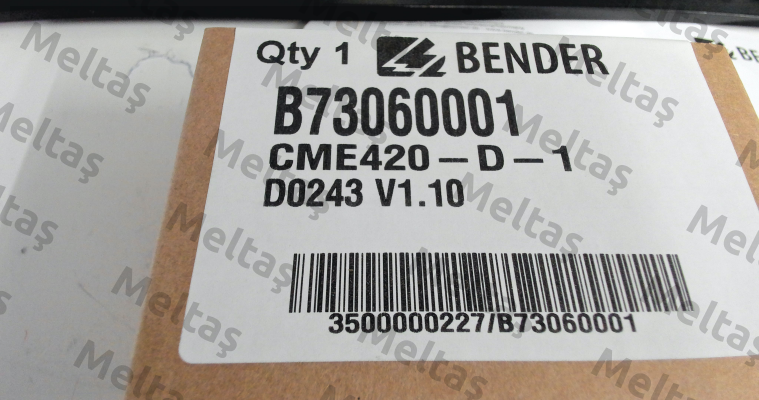 Qty 1 BENDER
B73060001
CME420-D-1
D0243 V1.10
3500000227/B73060001
Meltaş